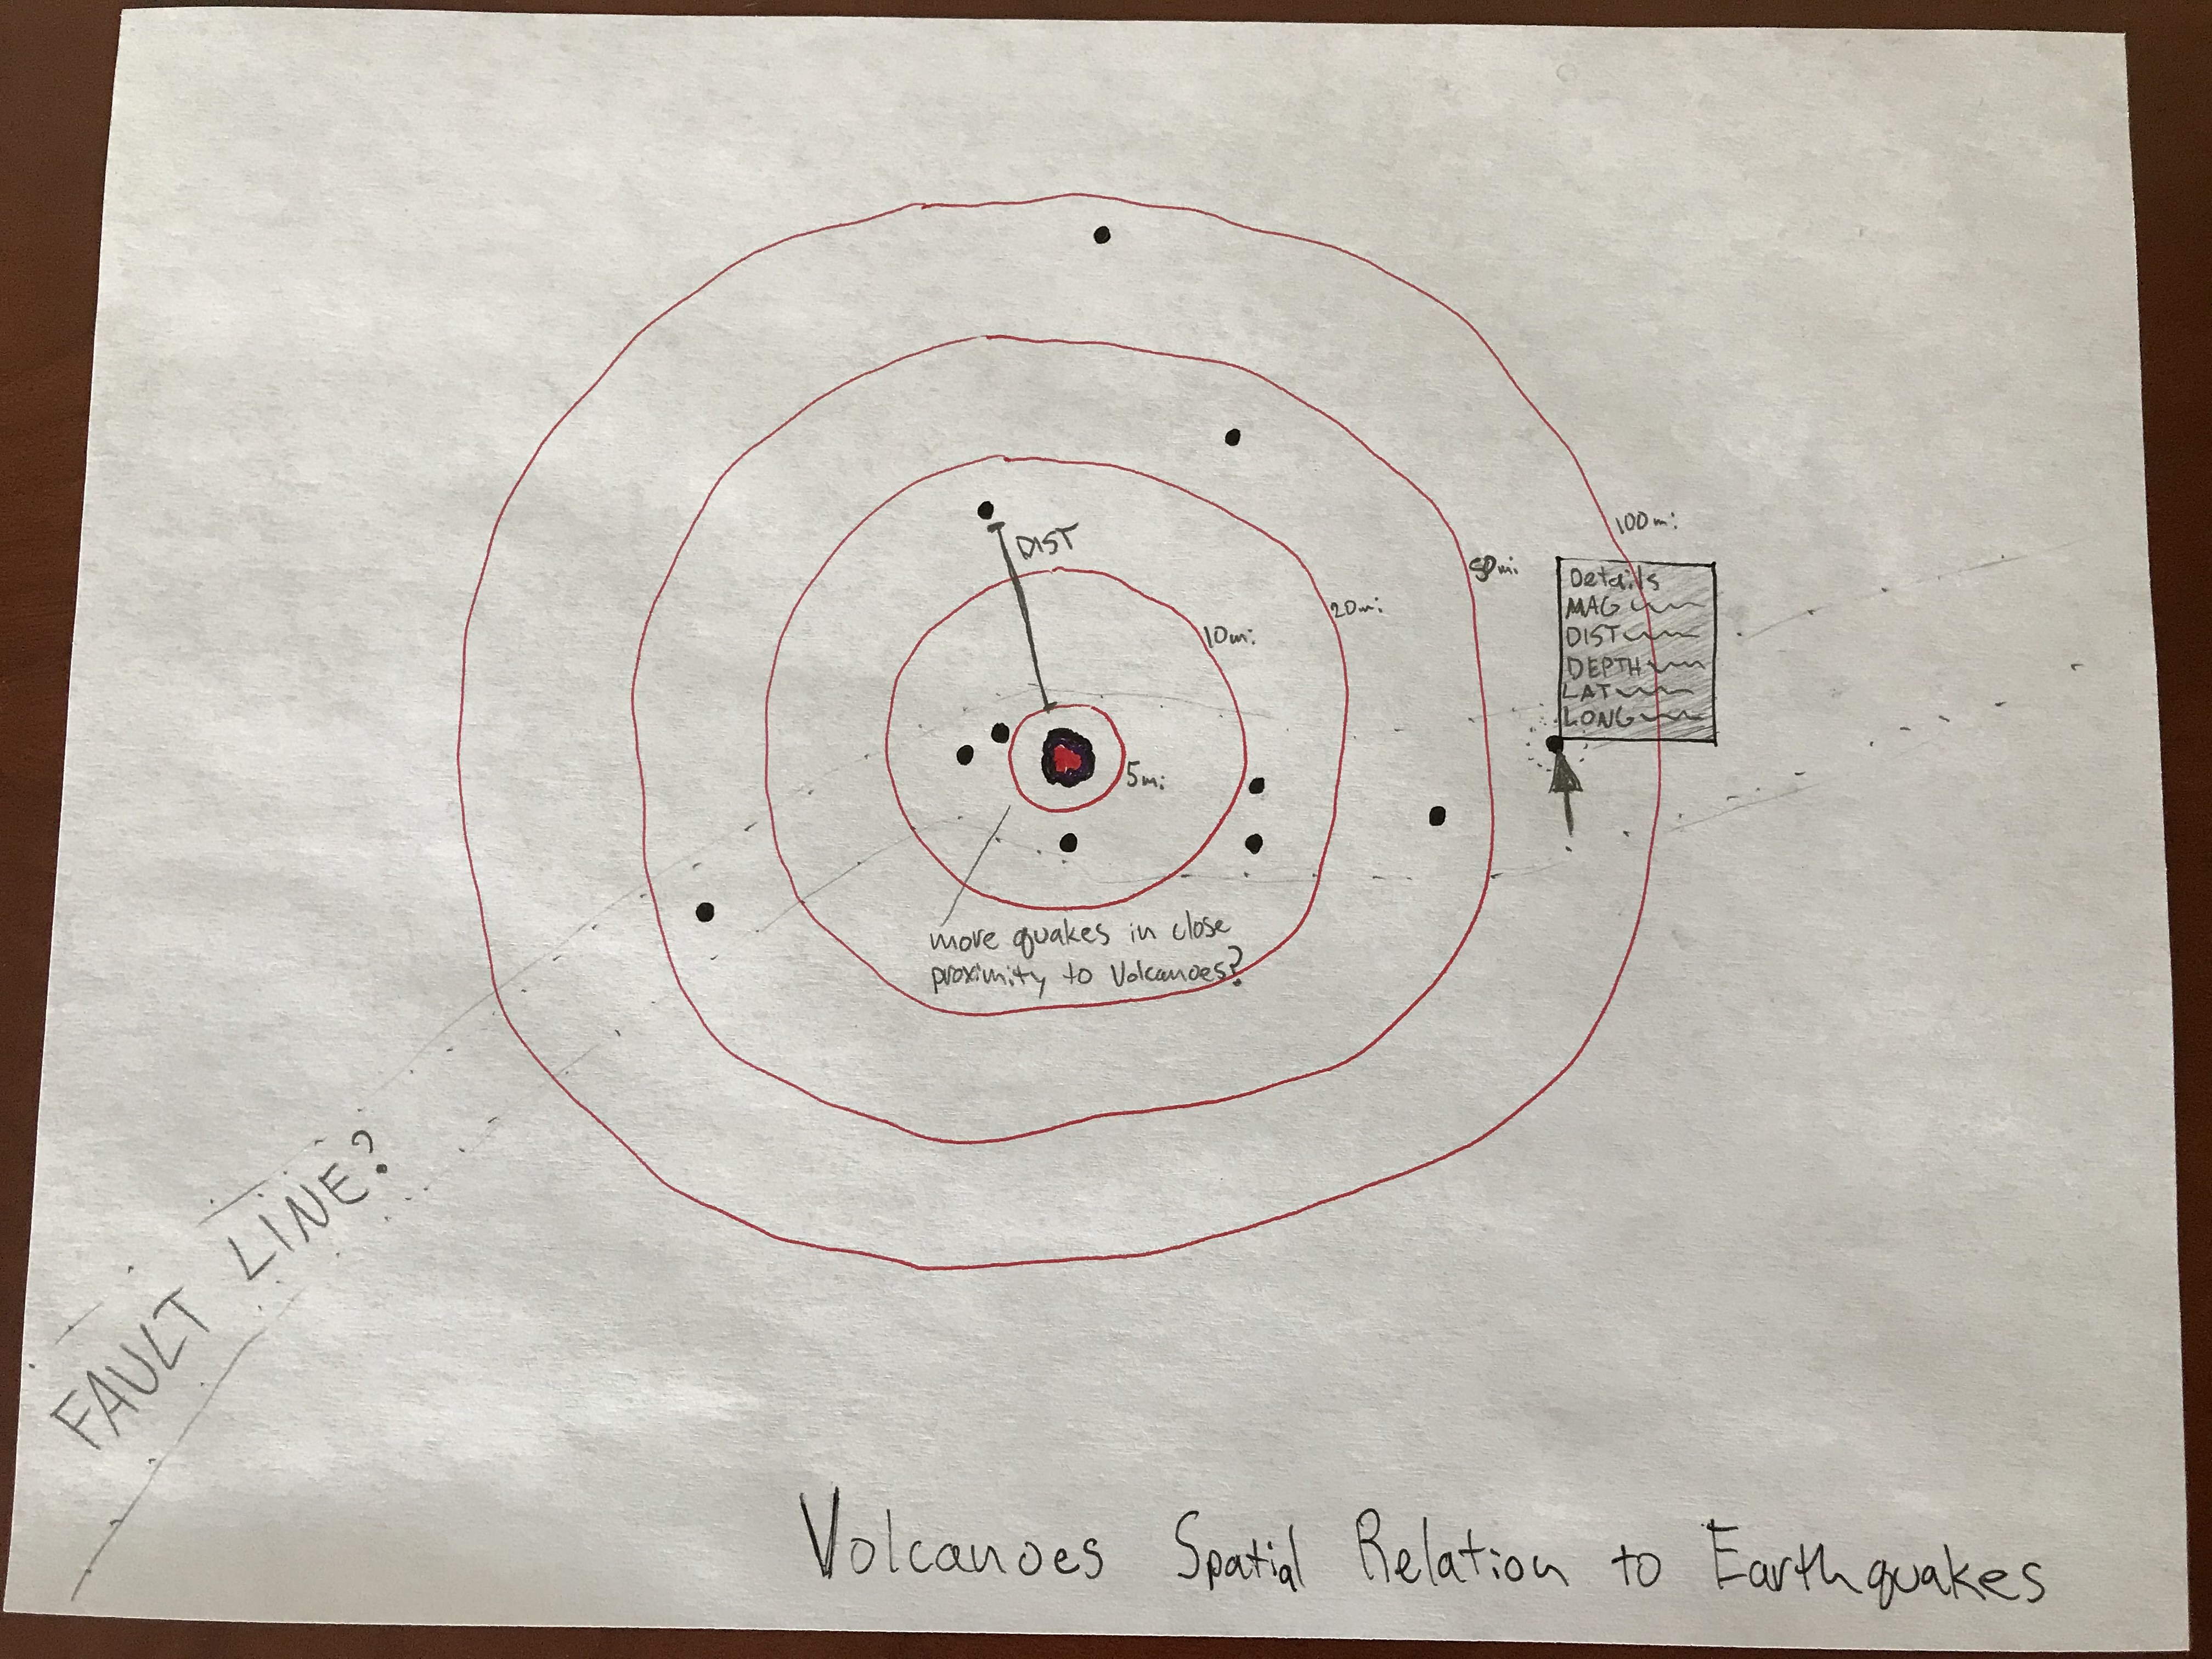 100mi
50mi
DIST
Details
MAG
DIST
DEPTH
LAT
LONG
20mi
10mi
5mi
more quakes in close
proximity to Volcanoes?
FAULT LINE?
Volcanoes Spatial Relation to Earthquakes